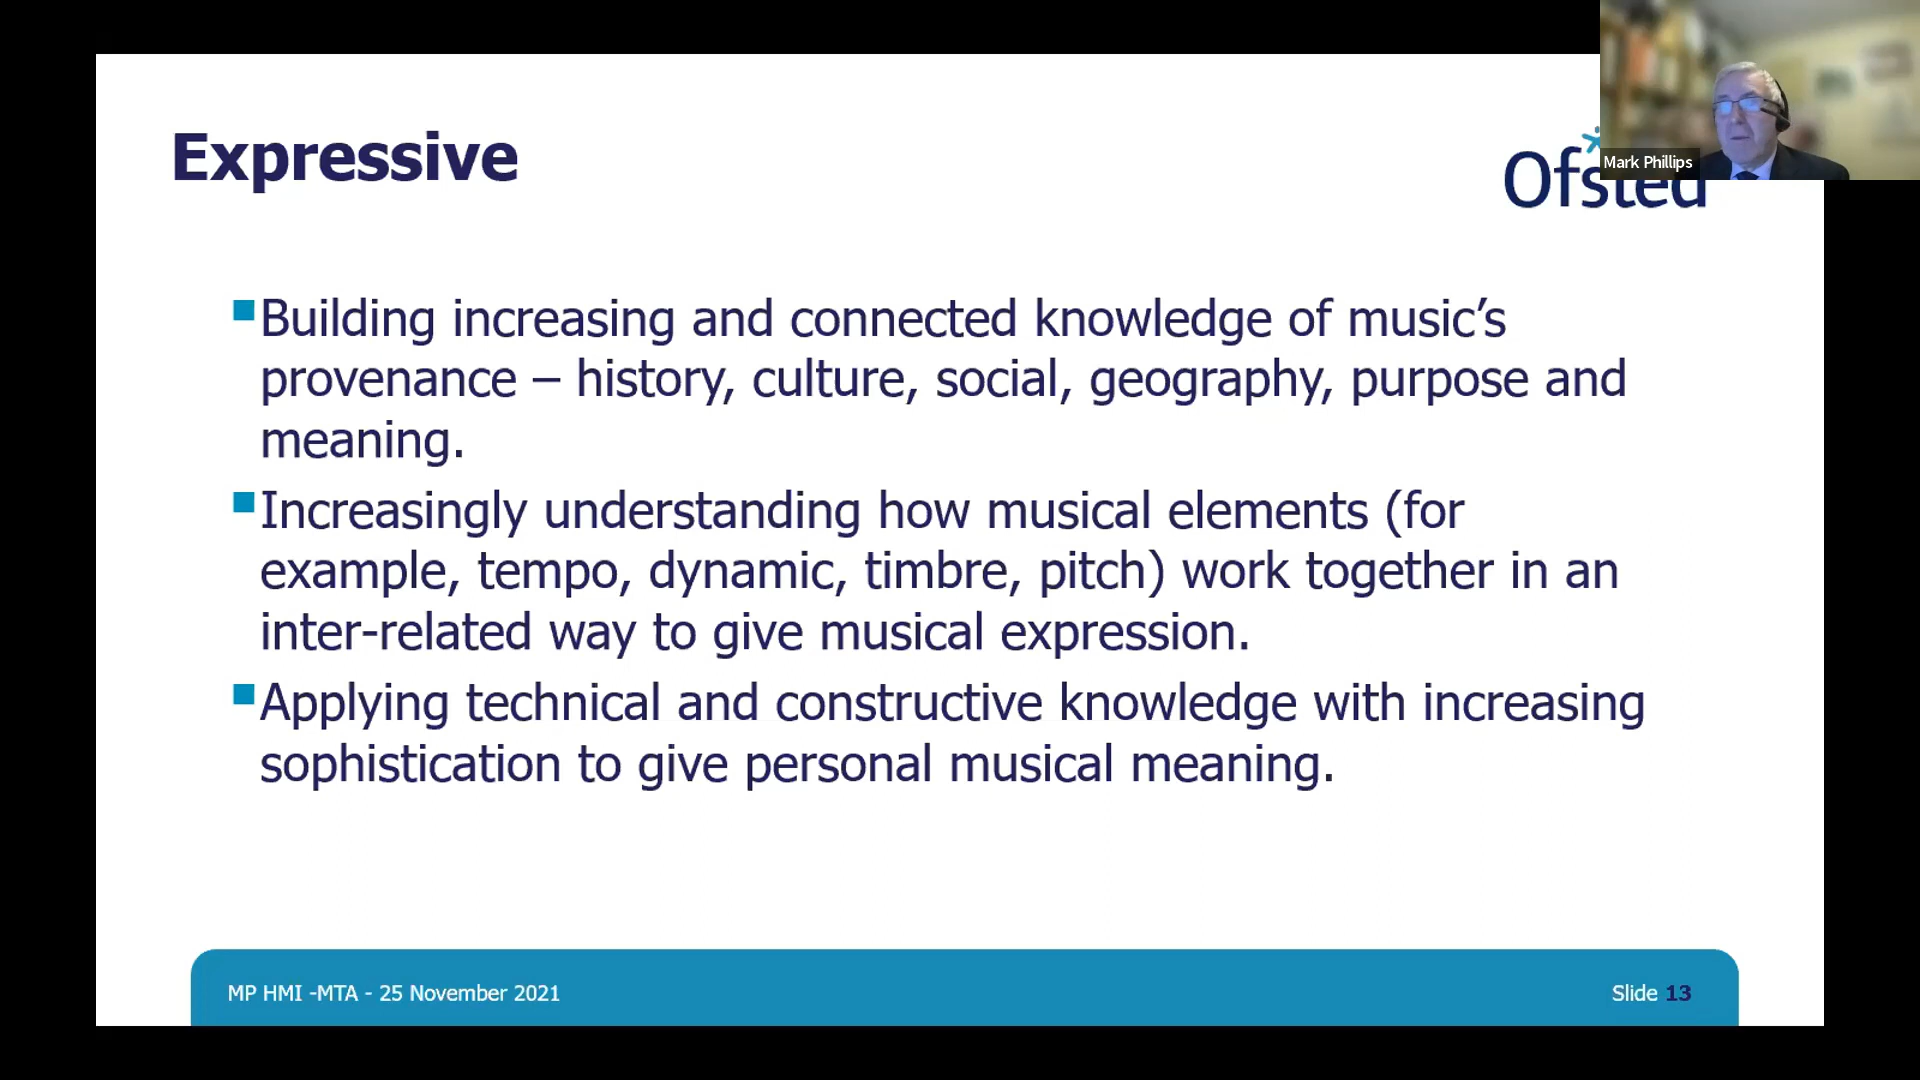 Expressive
Ofsted
Mark Phillips
Building increasing and connected knowledge of music’s
provenance – history, culture, social, geography, purpose and
meaning.
Increasingly understanding how musical elements (for
example, tempo, dynamic, timbre, pitch) work together in an
inter-related way to give musical expression.
Applying technical and constructive knowledge with increasing
sophistication to give personal musical meaning.
MP HMI -MTA - 25 November 2021
Slide 13